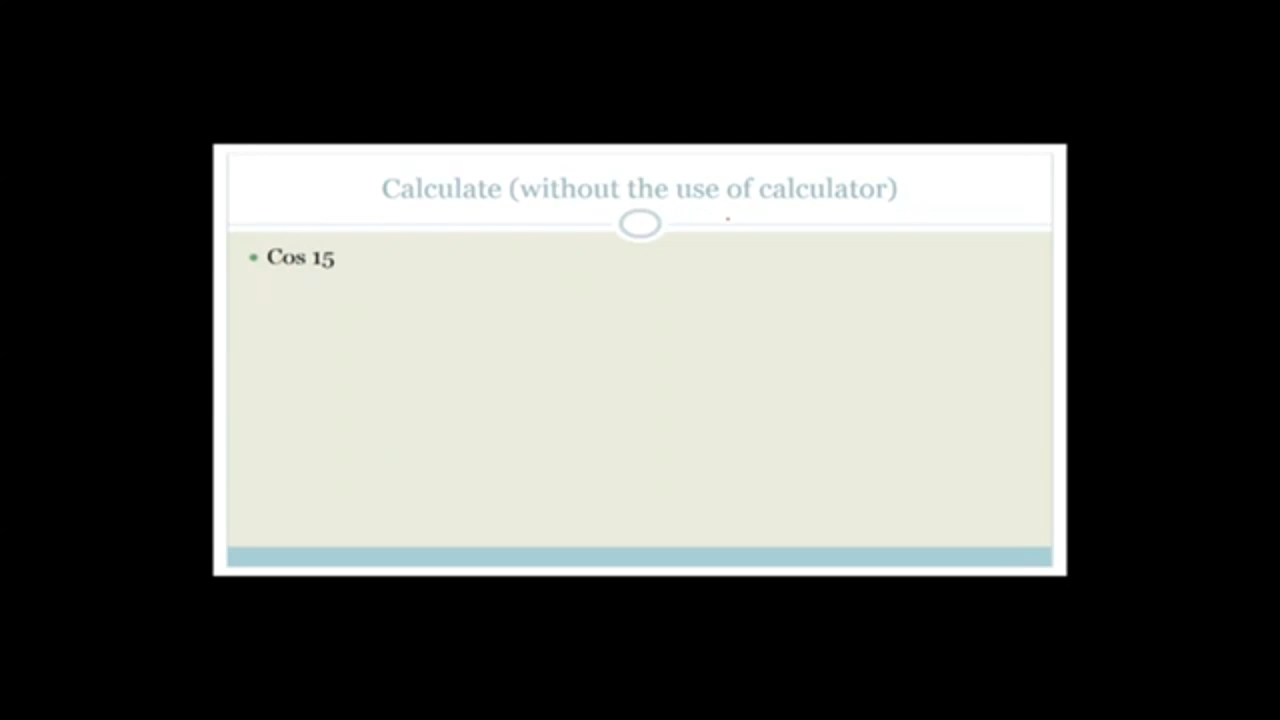 Calculate (without the use of calculator)
• Cos 15